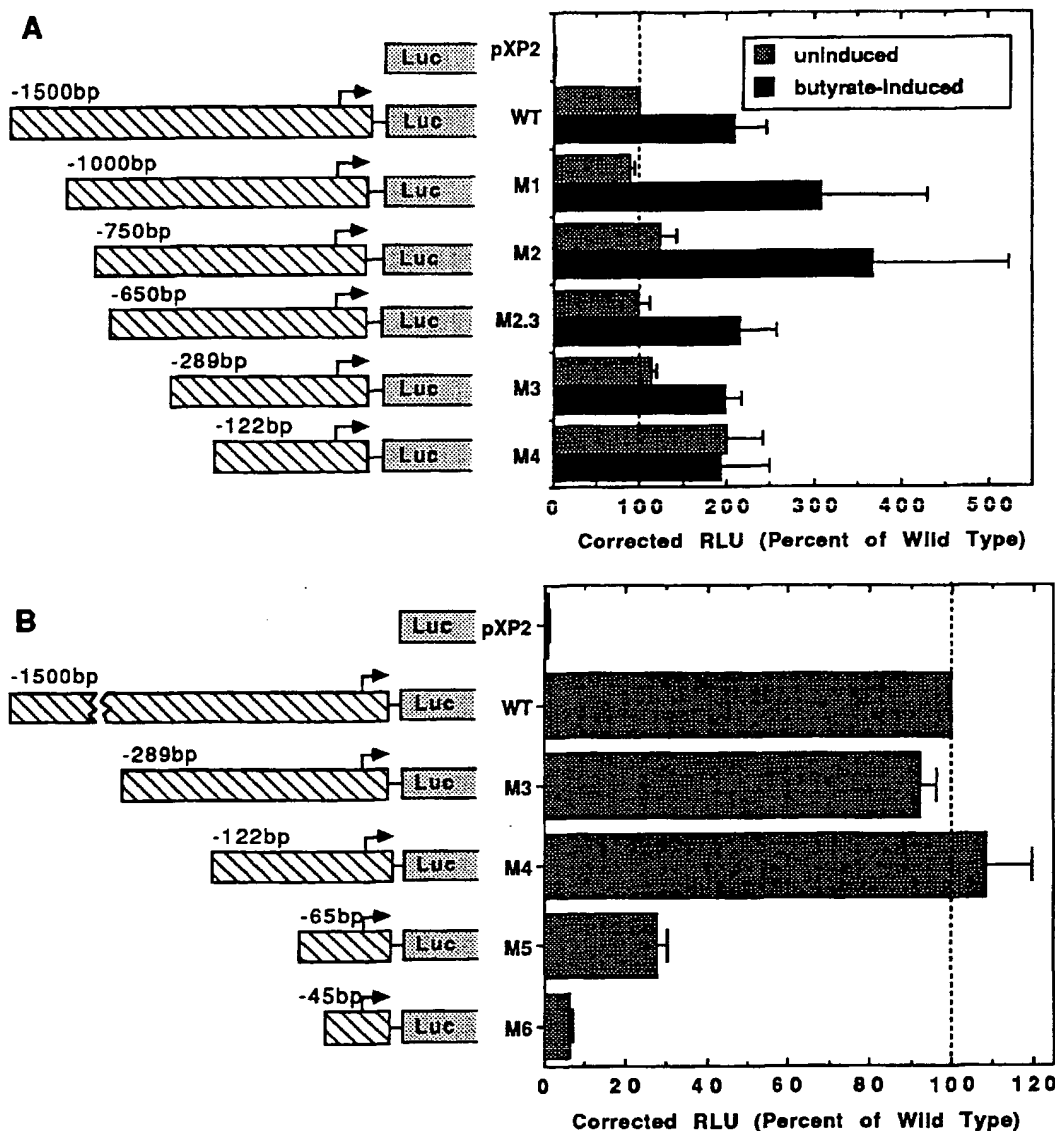 A
Luc
pXP2
uninduced
butyrate-induced
-1500bp
Luc
WT
-1000bp
Luc
M1
-750bp
Luc
M2
-650bp
Luc
M2.3
-289bp
Luc
M3
-122bp
Luc
M4
0 100 200 300 400 500
Corrected RLU (Percent of Wild Type)
B
Luc
pXP2
-1500bp
Luc
WT
-289bp
Luc
M3
-122bp
Luc
M4
-65bp
Luc
M5
-45bp
Luc
M6
0 20 40 60 80 100 120
Corrected RLU (Percent of Wild Type)